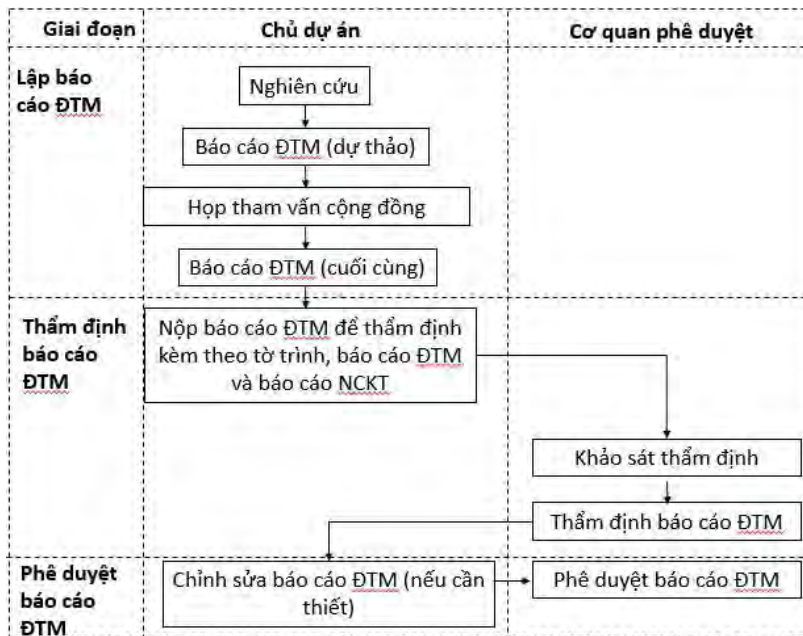 Giai đoạn
Chủ dự án
Cơ quan phê duyệt
Lập báo
cáo ĐTM
Nghiên cứu
Báo cáo ĐTM (dự thảo)
Họp tham vấn cộng đồng
Báo cáo ĐTM (cuối cùng)
Thẩm định
báo cáo
ĐTM
Nộp báo cáo ĐTM để thẩm định
kèm theo tờ trình, báo cáo ĐTM
và báo cáo NCKT
Khảo sát thẩm định
Thẩm định báo cáo ĐTM
Phê duyệt
báo cáo
ĐTM
Chỉnh sửa báo cáo ĐTM (nếu cần
thiết)
Phê duyệt báo cáo ĐTM